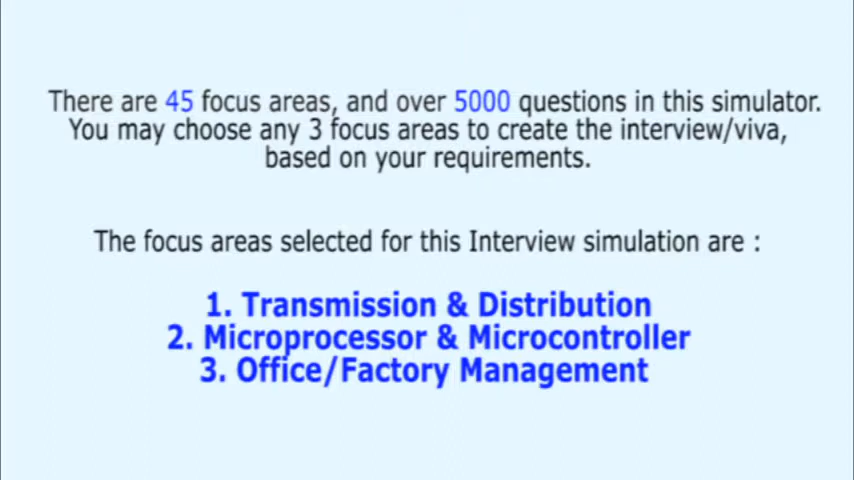 There are 45 focus areas, and over 5000 questions in this simulator.
You may choose any 3 focus areas to create the interview/viva,
based on your requirements.
The focus areas selected for this Interview simulation are :
1. Transmission & Distribution
2. Microprocessor & Microcontroller
3. Office/Factory Management